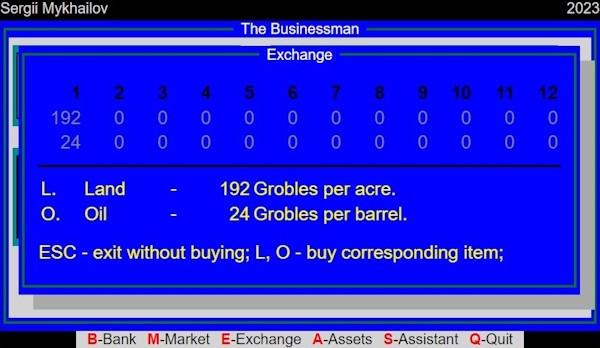 Sergii Mykhailov 2023
The Businessman
Exchange
1 2 3 4 5 6 7 8 9 10 11 12
192 0 0 0 0 0 0 0 0 0 0 0
24 0 0 0 0 0 0 0 0 0 0 0
L. Land - 192 Grobles per acre.
O. Oil - 24 Grobles per barrel.
ESC - exit without buying; L, O - buy corresponding item;
B-Bank M-Market E-Exchange A-Assets S-Assistant Q-Quit